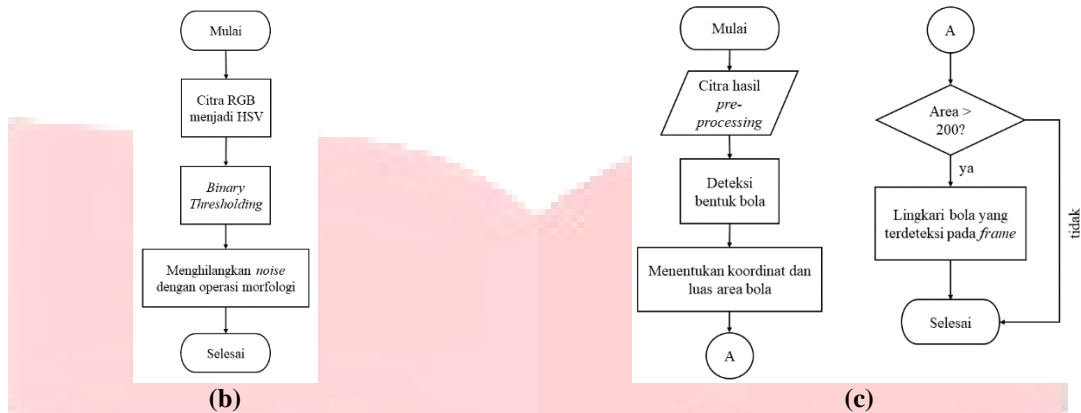 Mulai
Citra RGB
menjadi HSV
Binary
Thresholding
Menghilangkan noise
dengan operasi morfologi
Selesai
(b)
Mulai
Citra hasil
pre-
processing
Deteksi
bentuk bola
Menentukan koordinat dan
luas area bola
A
A
Area >
200?
ya
tidak
Lingkari bola yang
terdeteksi pada frame
Selesai
(c)